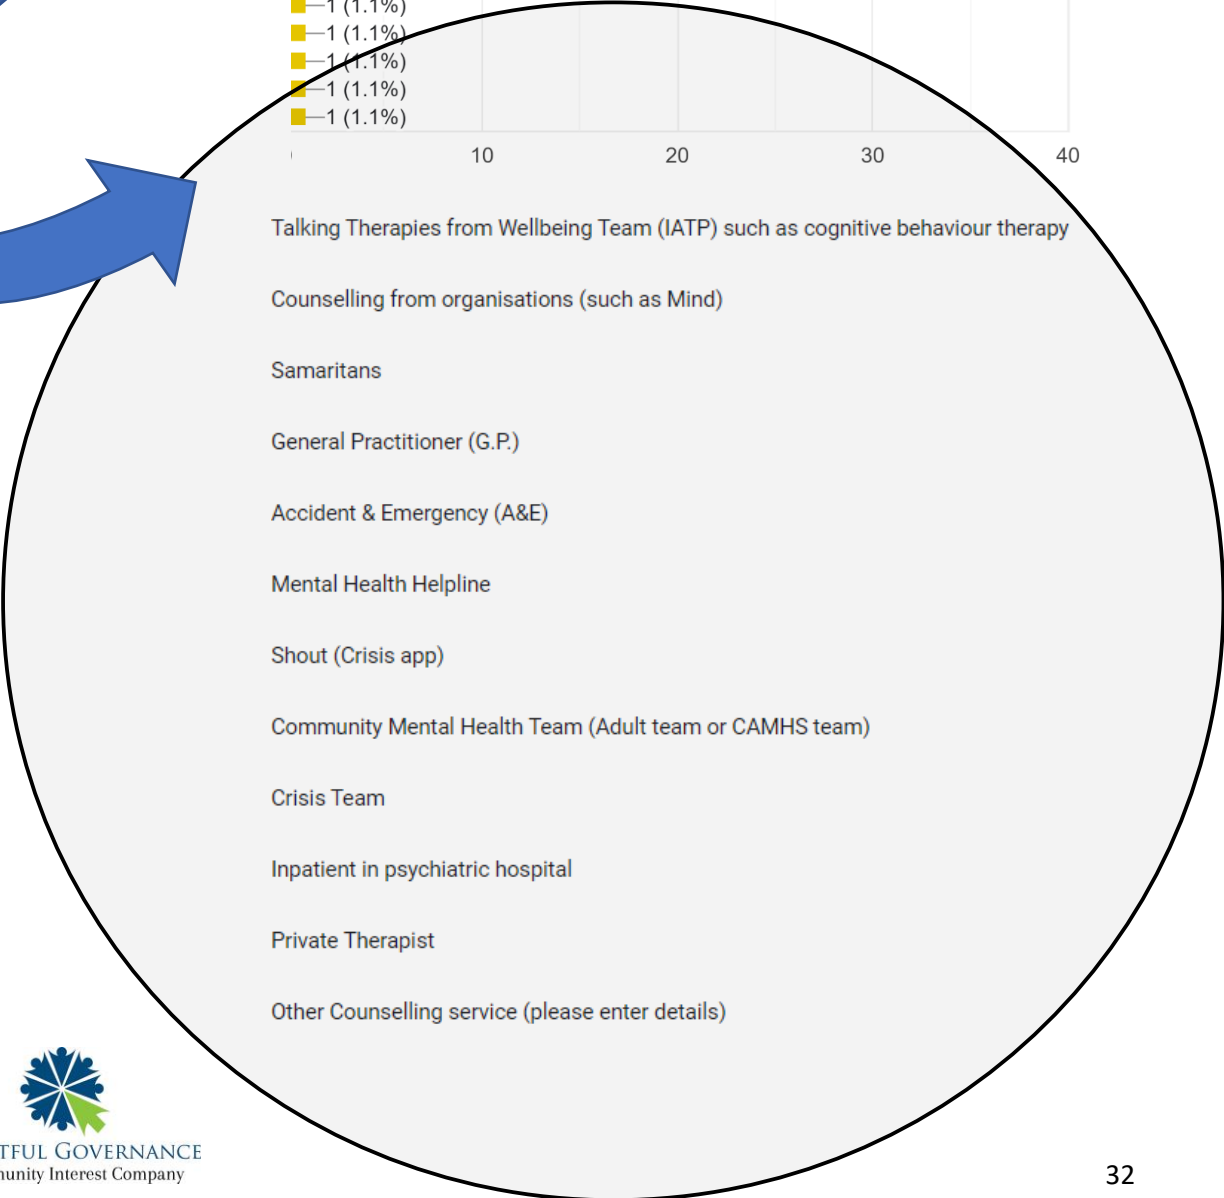 1 (1.1%)
1 (1.1%)
1 (1.1%)
1 (1.1%)
1 (1.1%)
10 20 30 40
Talking Therapies from Wellbeing Team (IATP) such as cognitive behaviour therapy
Counselling from organisations (such as Mind)
Samaritans
General Practitioner (G.P.)
Accident & Emergency (A&E)
Mental Health Helpline
Shout (Crisis app)
Community Mental Health Team (Adult team or CAMHS team)
Crisis Team
Inpatient in psychiatric hospital
Private Therapist
Other Counselling service (please enter details)
GOVERNANCE
Interest Company
32